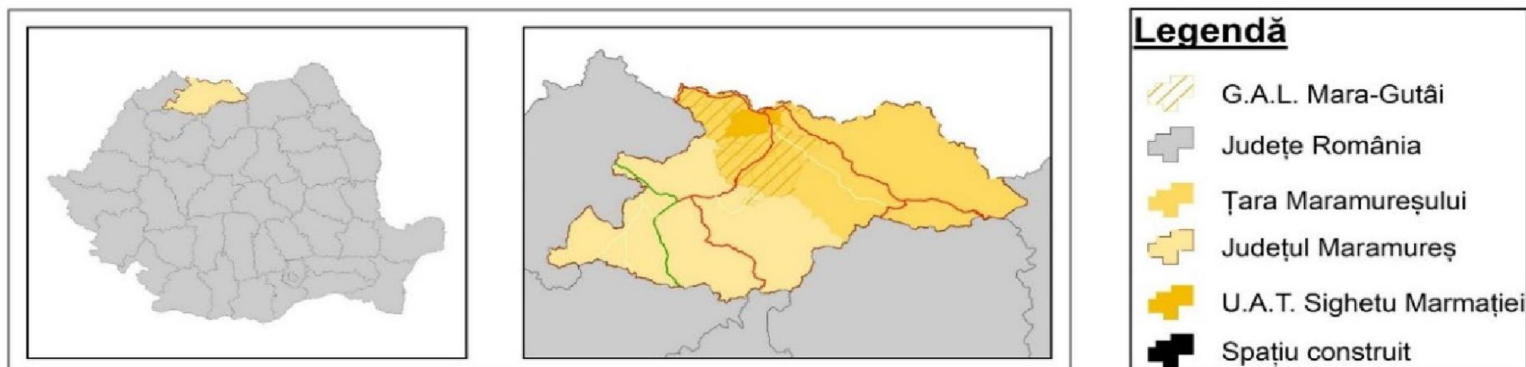 Legendă
G.A.L. Mara-Gutâi
Județe România
Țara Maramureșului
Județul Maramureș
U.A.T. Sighetu Marmației
Spațiu construit